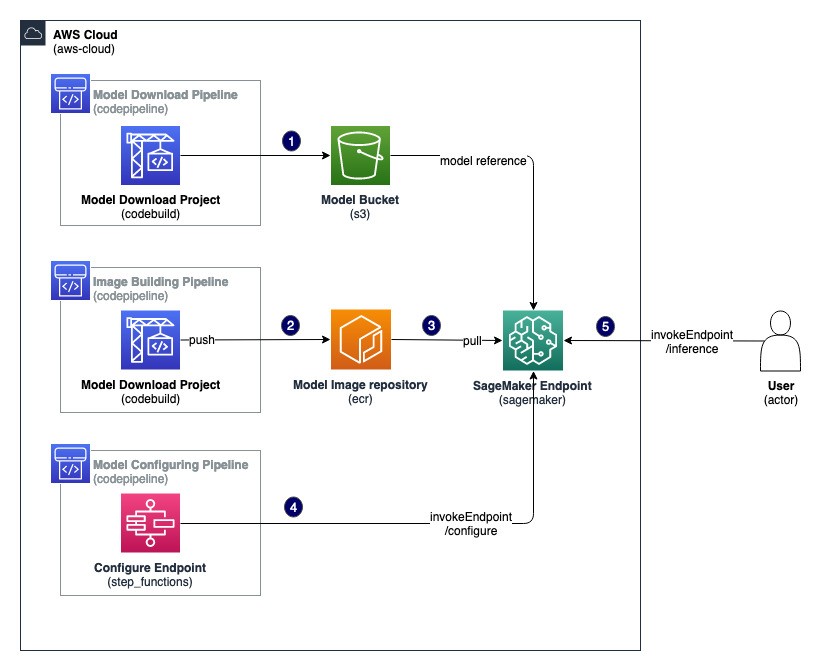 AWS Cloud
(aws-cloud)
Model Download Pipeline
(codepipeline)
1
model reference
Model Download Project
(codebuild)
Model Bucket
(s3)
Image Building Pipeline
(codepipeline)
push
2
3
pull
5
invokeEndpoint
/inference
Model Download Project
(codebuild)
Model Image repository
(ecr)
SageMaker Endpoint
(sagemaker)
User
(actor)
Model Configuring Pipeline
(codepipeline)
4
invokeEndpoint
/configure
Configure Endpoint
(step_functions)